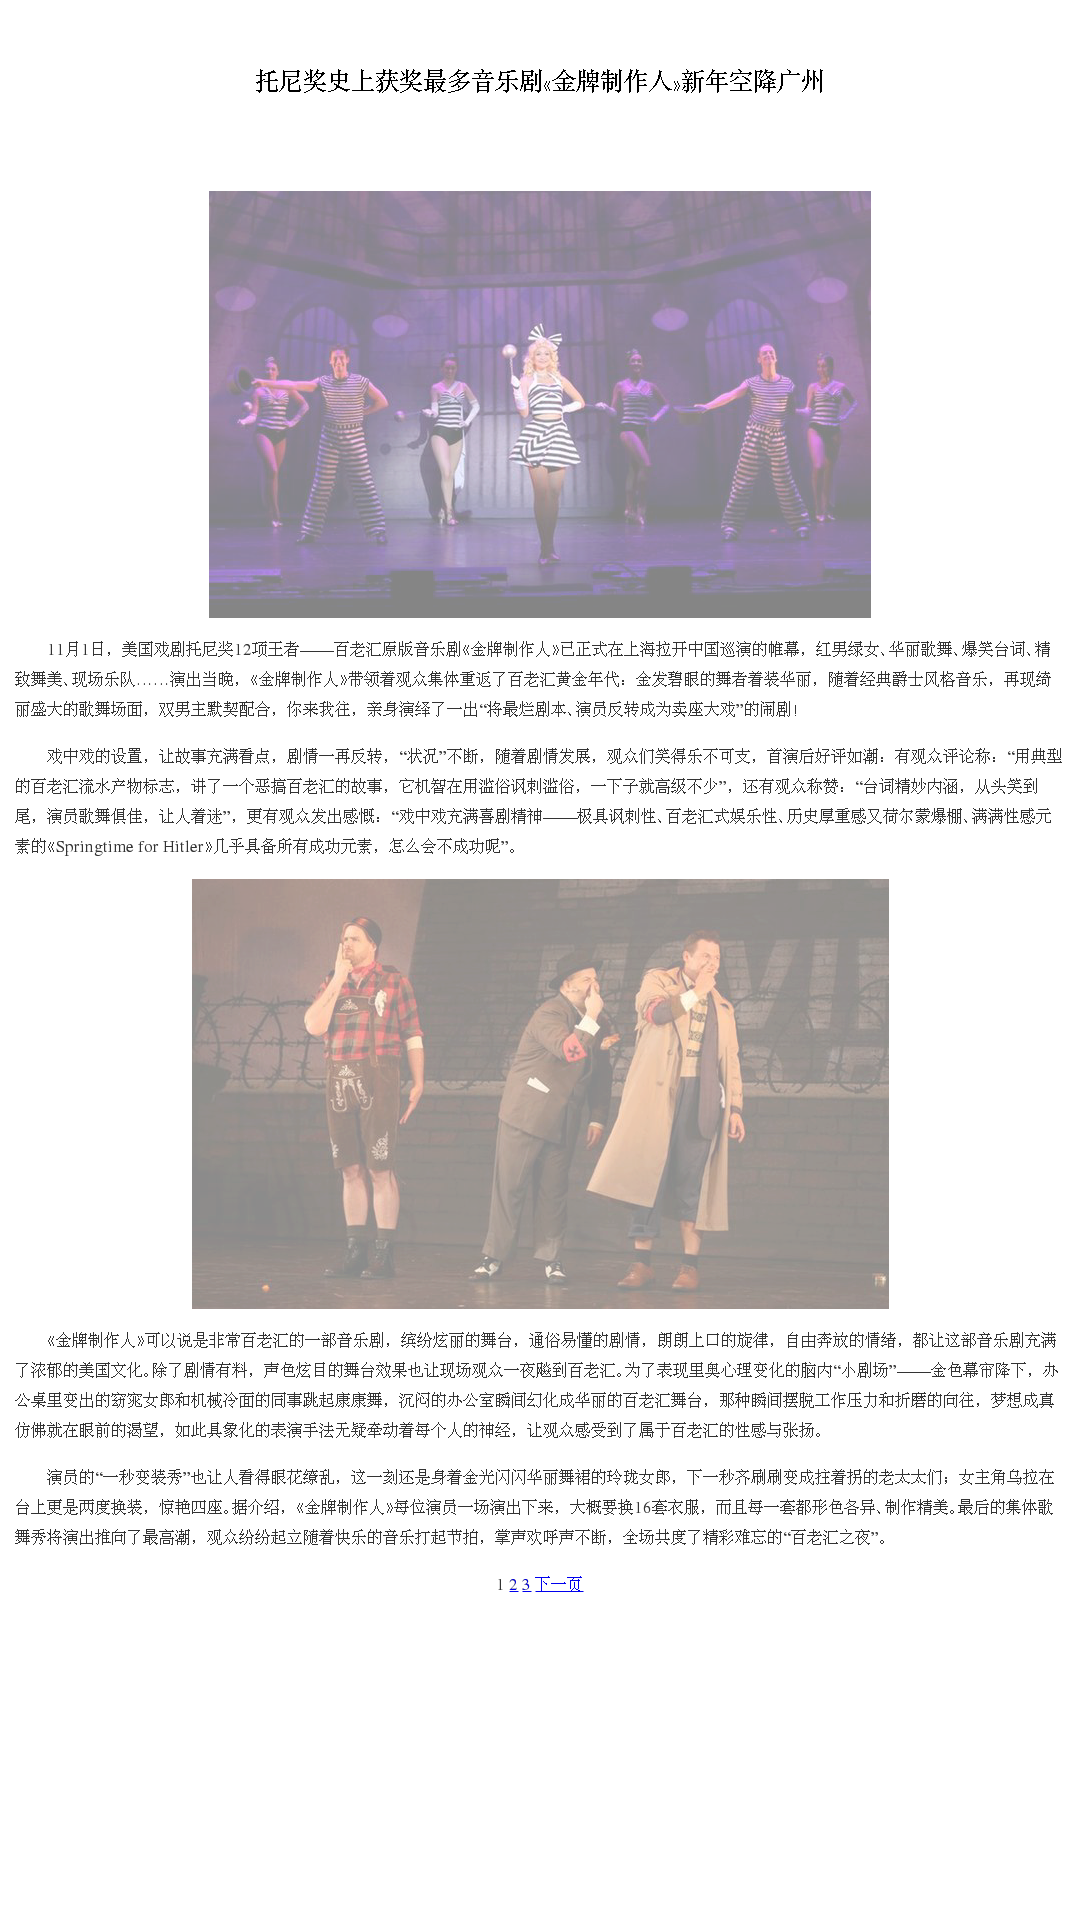 托尼奖史上获奖最多音乐剧《金牌制作人》新年空降广州
11月1日，美国戏剧托尼奖12项王者——百老汇原版音乐剧《金牌制作人》已正式在上海拉开中国巡演的帷幕，红男绿女、华丽歌舞、爆笑台词、精
致舞美、现场乐队……演出当晚，《金牌制作人》带领着观众集体重返了百老汇黄金年代：金发碧眼的舞者着装华丽，随着经典爵士风格音乐，再现绮
丽盛大的歌舞场面，双男主默契配合，你来我往，亲身演绎了一出“将最烂剧本、演员反转成为卖座大戏”的闹剧！
戏中戏的设置，让故事充满看点，剧情一再反转，“状况”不断，随着剧情发展，观众们笑得乐不可支，首演后好评如潮：有观众评论称：“用典型
的百老汇流水产物标志，讲了一个恶搞百老汇的故事，它机智在用滥俗讽刺滥俗，一下子就高级不少”，还有观众称赞：“台词精妙内涵，从头笑到
尾，演员歌舞俱佳，让人着迷”，更有观众发出感慨：“戏中戏充满喜剧精神——极具讽刺性、百老汇式娱乐性、历史厚重感又荷尔蒙爆棚、满满性感元
素的《Springtime for Hitler》几乎具备所有成功元素，怎么会不成功呢”。
《金牌制作人》可以说是非常百老汇的一部音乐剧，缤纷炫丽的舞台，通俗易懂的剧情，朗朗上口的旋律，自由奔放的情绪，都让这部音乐剧充满
了浓郁的美国文化。除了剧情有料，声色炫目的舞台效果也让现场观众一夜飚到百老汇。为了表现里奥心理变化的脑内“小剧场”——金色幕帘降下，办
公桌里变出的窈窕女郎和机械冷面的同事跳起康康舞，沉闷的办公室瞬间幻化成华丽的百老汇舞台，那种瞬间摆脱工作压力和折磨的向往，梦想成真
仿佛就在眼前的渴望，如此具象化的表演手法无疑牵动着每个人的神经，让观众感受到了属于百老汇的性感与张扬。
演员的“一秒变装秀”也让人看得眼花缭乱，这一刻还是身着金光闪闪华丽舞裙的玲珑女郎，下一秒齐刷刷变成拄着拐的老太太们；女主角乌拉在
台上更是两度换装，惊艳四座。据介绍，《金牌制作人》每位演员一场演出下来，大概要换16套衣服，而且每一套都形色各异、制作精美。最后的集体歌
舞秀将演出推向了最高潮，观众纷纷起立随着快乐的音乐打起节拍，掌声欢呼声不断，全场共度了精彩难忘的“百老汇之夜”。
1 2 3 下一页